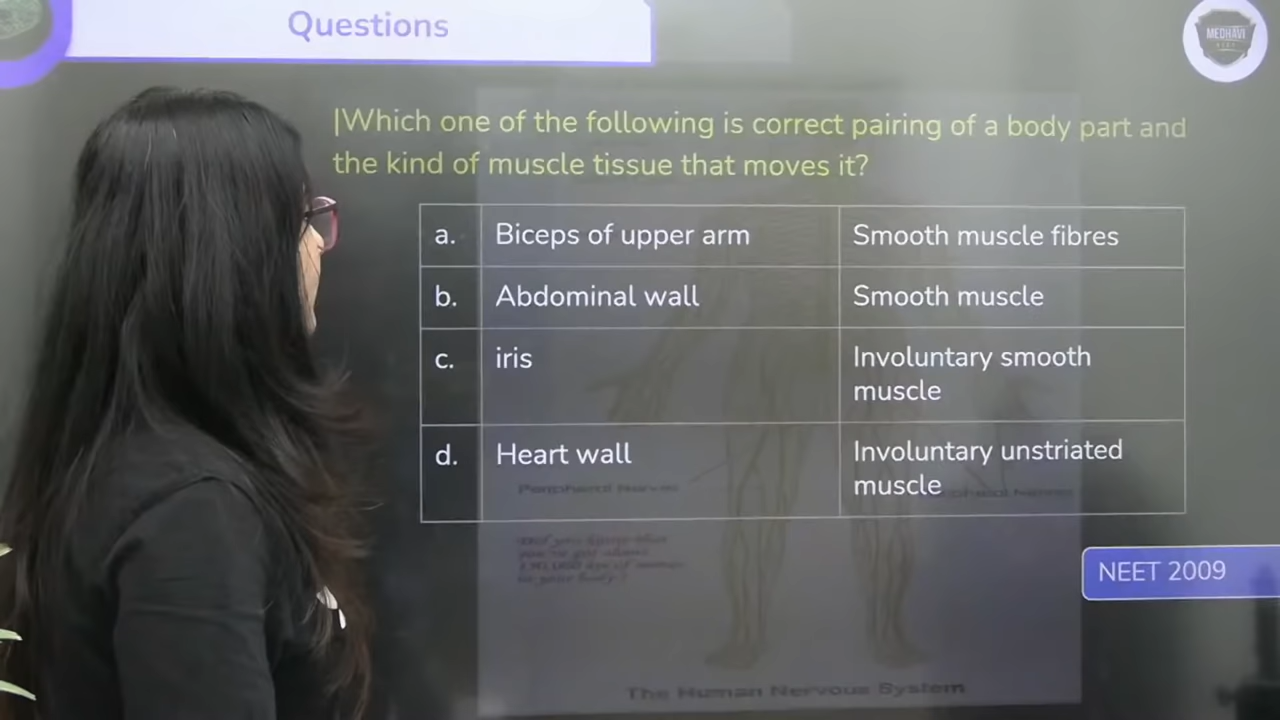 Questions
MEDHAVI
|Which one of the following is correct pairing of a body part and
the kind of muscle tissue that moves it?
a. Biceps of upper arm Smooth muscle fibres
b. Abdominal wall Smooth muscle
c. iris Involuntary smooth
muscle
d. Heart wall Involuntary unstriated
muscle
Peripheral Nerves
NEET 2009
The Human Nervous System